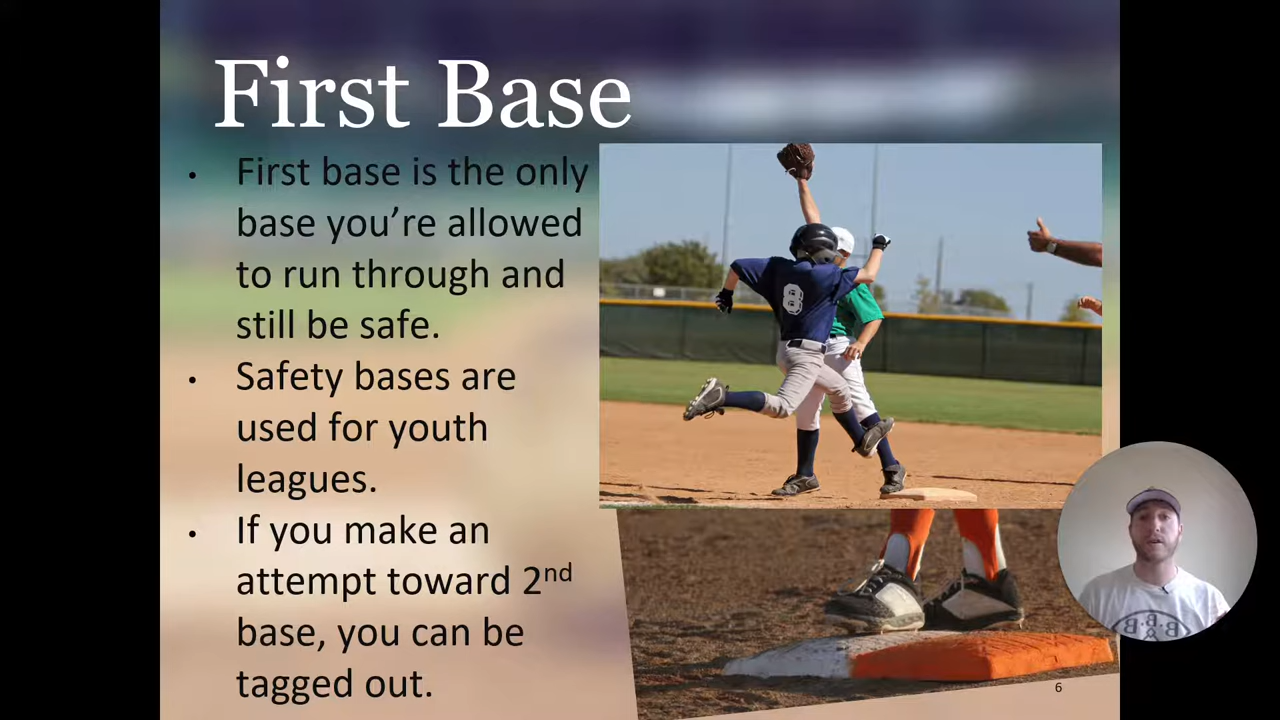 First Base
• First base is the only
base you’re allowed
to run through and
still be safe.
• Safety bases are
used for youth
leagues.
• If you make an
attempt toward 2nd
base, you can be
tagged out.
8
6